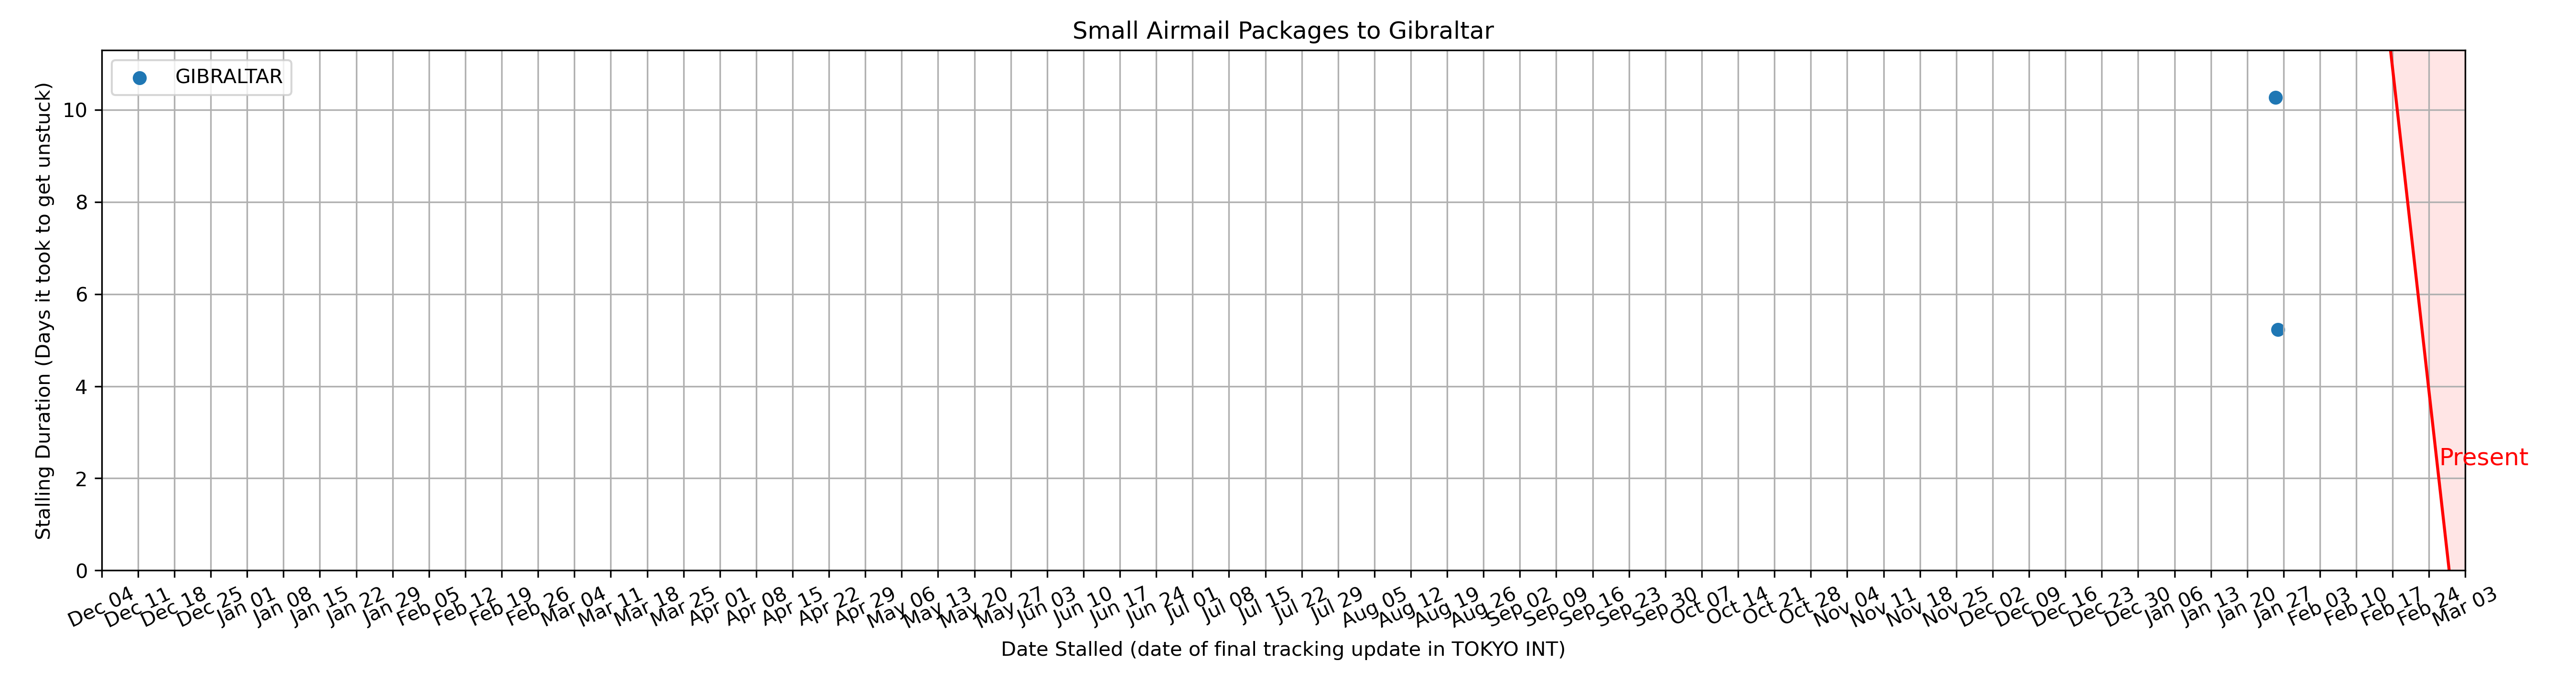 Small Airmail Packages to Gibraltar
GIBRALTAR
Stalling Duration (Days it took to get unstuck)
10
8
6
4
2
0
Present
Dec 04 Dec 11 Dec 18 Dec 25 Jan 01 Jan 08 Jan 15 Jan 22 Jan 29 Feb 05 Feb 12 Feb 19 Feb 26 Mar 04 Mar 11 Mar 18 Mar 25 Apr 01 Apr 08 Apr 15 Apr 22 Apr 29 May 06 May 13 May 20 May 27 Jun 03 Jun 10 Jun 17 Jun 24 Jul 01 Jul 08 Jul 15 Jul 22 Jul 29 Aug 05 Aug 12 Aug 19 Aug 26 Sep 02 Sep 09 Sep 16 Sep 23 Sep 30 Oct 07 Oct 14 Oct 21 Oct 28 Nov 04 Nov 11 Nov 18 Nov 25 Dec 02 Dec 09 Dec 16 Dec 23 Dec 30 Jan 06 Jan 13 Jan 20 Jan 27 Feb 03 Feb 10 Feb 17 Feb 24 Mar 03
Date Stalled (date of final tracking update in TOKYO INT)